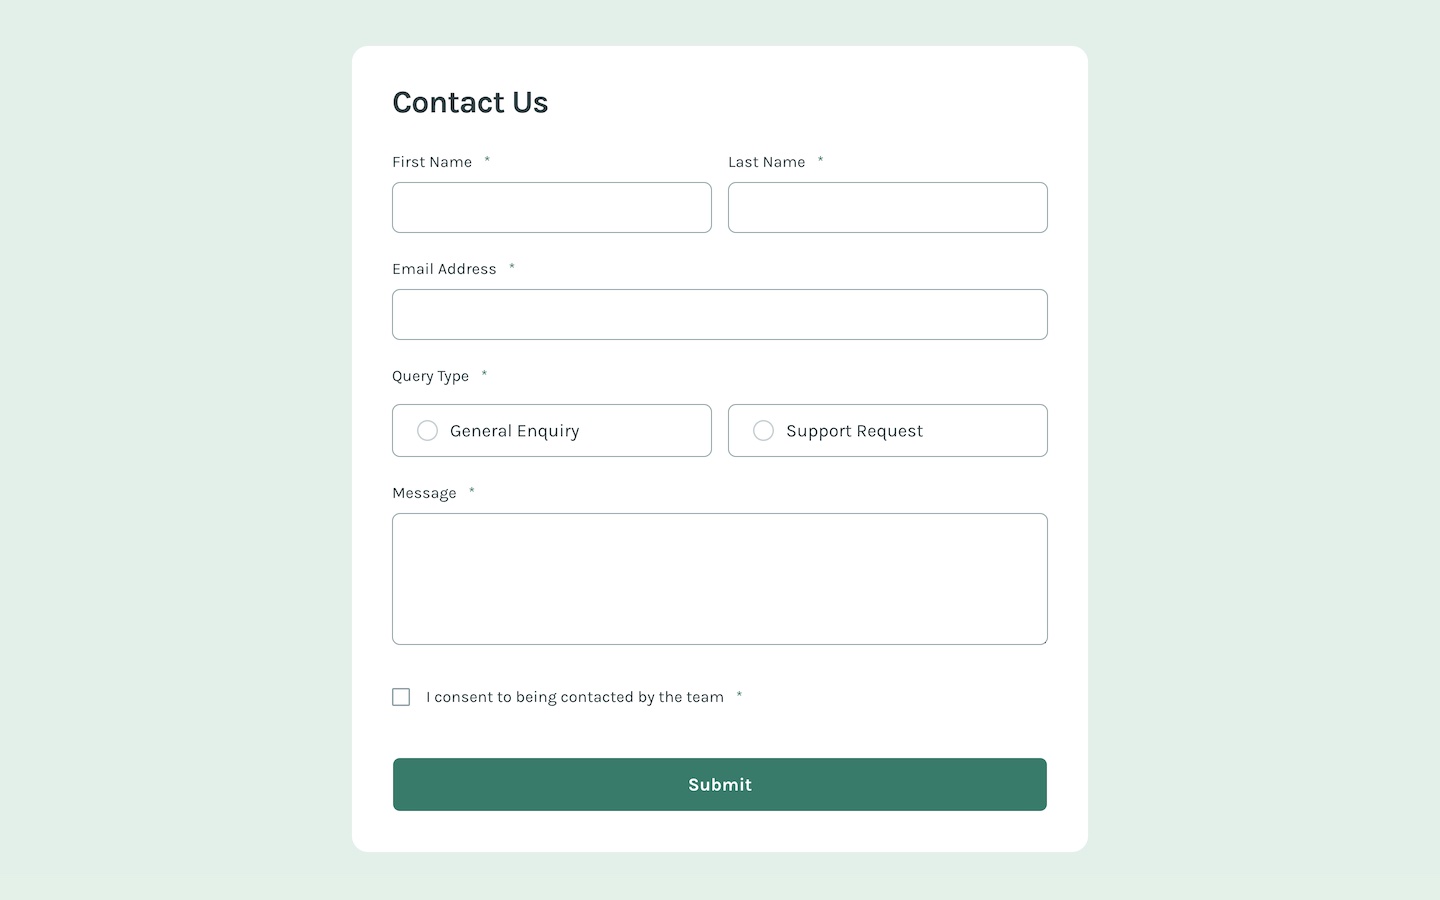 Contact Us
First Name *
Last Name *
Email Address *
Query Type *
General Enquiry
Support Request
Message *
I consent to being contacted by the team *
Submit